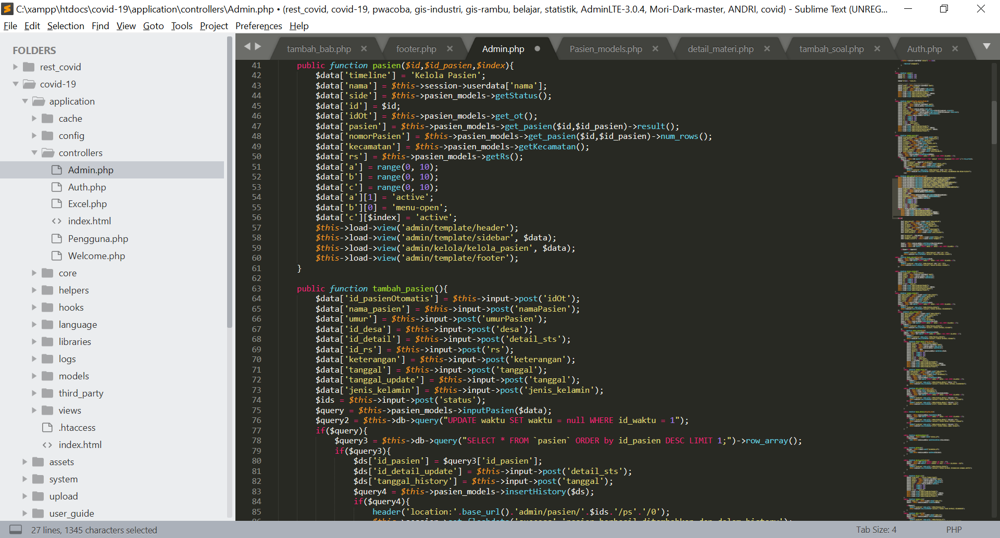 C:\xampp\htdocs\covid-19\application\controllers\Admin.php • (rest_covid, covid-19, pwacoba, gis-industri, gis-rambu, belajar, statistik, AdminLTE-3.0.4, Mori-Dark-master, ANDRI, covid) - Sublime Text (UNREG...
File Edit Selection Find View Goto Tools Project Preferences Help
FOLDERS
rest_covid
covid-19
application
cache
config
controllers
Admin.php
Auth.php
Excel.php
index.html
Pengguna.php
Welcome.php
core
helpers
hooks
language
libraries
logs
models
third_party
views
.htaccess
index.html
assets
system
upload
user_guide
tambah_bab.php footer.php Admin.php Pasien_models.php detail_materi.php tambah_soal.php Auth.php
41 public function pasien($id,$id_pasien,$index){
42 $data['timeline'] = 'Kelola Pasien';
43 $data['nama'] = $this->session->userdata['nama'];
44 $data['side'] = $this->pasien_models->getStatus();
45 $data['id'] = $id;
46 $data['idOt'] = $this->pasien_models->get_ot();
47 $data['pasien'] = $this->pasien_models->get_pasien($id,$id_pasien)->result();
48 $data['nomorPasien'] = $this->pasien_models->get_pasien($id,$id_pasien)->num_rows();
49 $data['kecamatan'] = $this->pasien_models->getKecamatan();
50 $data['rs'] = $this->pasien_models->getRs();
51 $data['a'] = range(0, 10);
52 $data['b'] = range(0, 10);
53 $data['c'] = range(0, 10);
54 $data['a'][1] = 'active';
55 $data['b'][0] = 'menu-open';
56 $data['c'][$index] = 'active';
57 $this->load->view('admin/template/header');
58 $this->load->view('admin/template/sidebar', $data);
59 $this->load->view('admin/kelola/kelola_pasien', $data);
60 $this->load->view('admin/template/footer');
61 }
62
63 public function tambah_pasien(){
64 $data['id_pasienOtomatis'] = $this->input->post('idOt');
65 $data['nama_pasien'] = $this->input->post('namaPasien');
66 $data['umur'] = $this->input->post('umurPasien');
67 $data['id_desa'] = $this->input->post('desa');
68 $data['id_detail'] = $this->input->post('detail_sts');
69 $data['id_rs'] = $this->input->post('rs');
70 $data['keterangan'] = $this->input->post('keterangan');
71 $data['tanggal'] = $this->input->post('tanggal');
72 $data['tanggal_update'] = $this->input->post('tanggal');
73 $data['jenis_kelamin'] = $this->input->post('jenis_kelamin');
74 $ids = $this->input->post('status');
75 $query = $this->pasien_models->inputPasien($data);
76 $query2 = $this->db->query("UPDATE waktu SET waktu = null WHERE id_waktu = 1");
77 if($query){
78 $query3 = $this->db->query("SELECT * FROM `pasien` ORDER by id_pasien DESC LIMIT 1;")->row_array();
79 if($query3){
80 $ds['id_pasien'] = $query3['id_pasien'];
81 $ds['id_detail_update'] = $this->input->post('detail_sts');
82 $ds['tanggal_history'] = $this->input->post('tanggal');
83 $query4 = $this->pasien_models->insertHistory($ds);
84 if($query4){
85 header('location:'.base_url().'admin/pasien/'.$ids.'/ps'.'/0');
27 lines, 1345 characters selected
Tab Size: 4
PHP